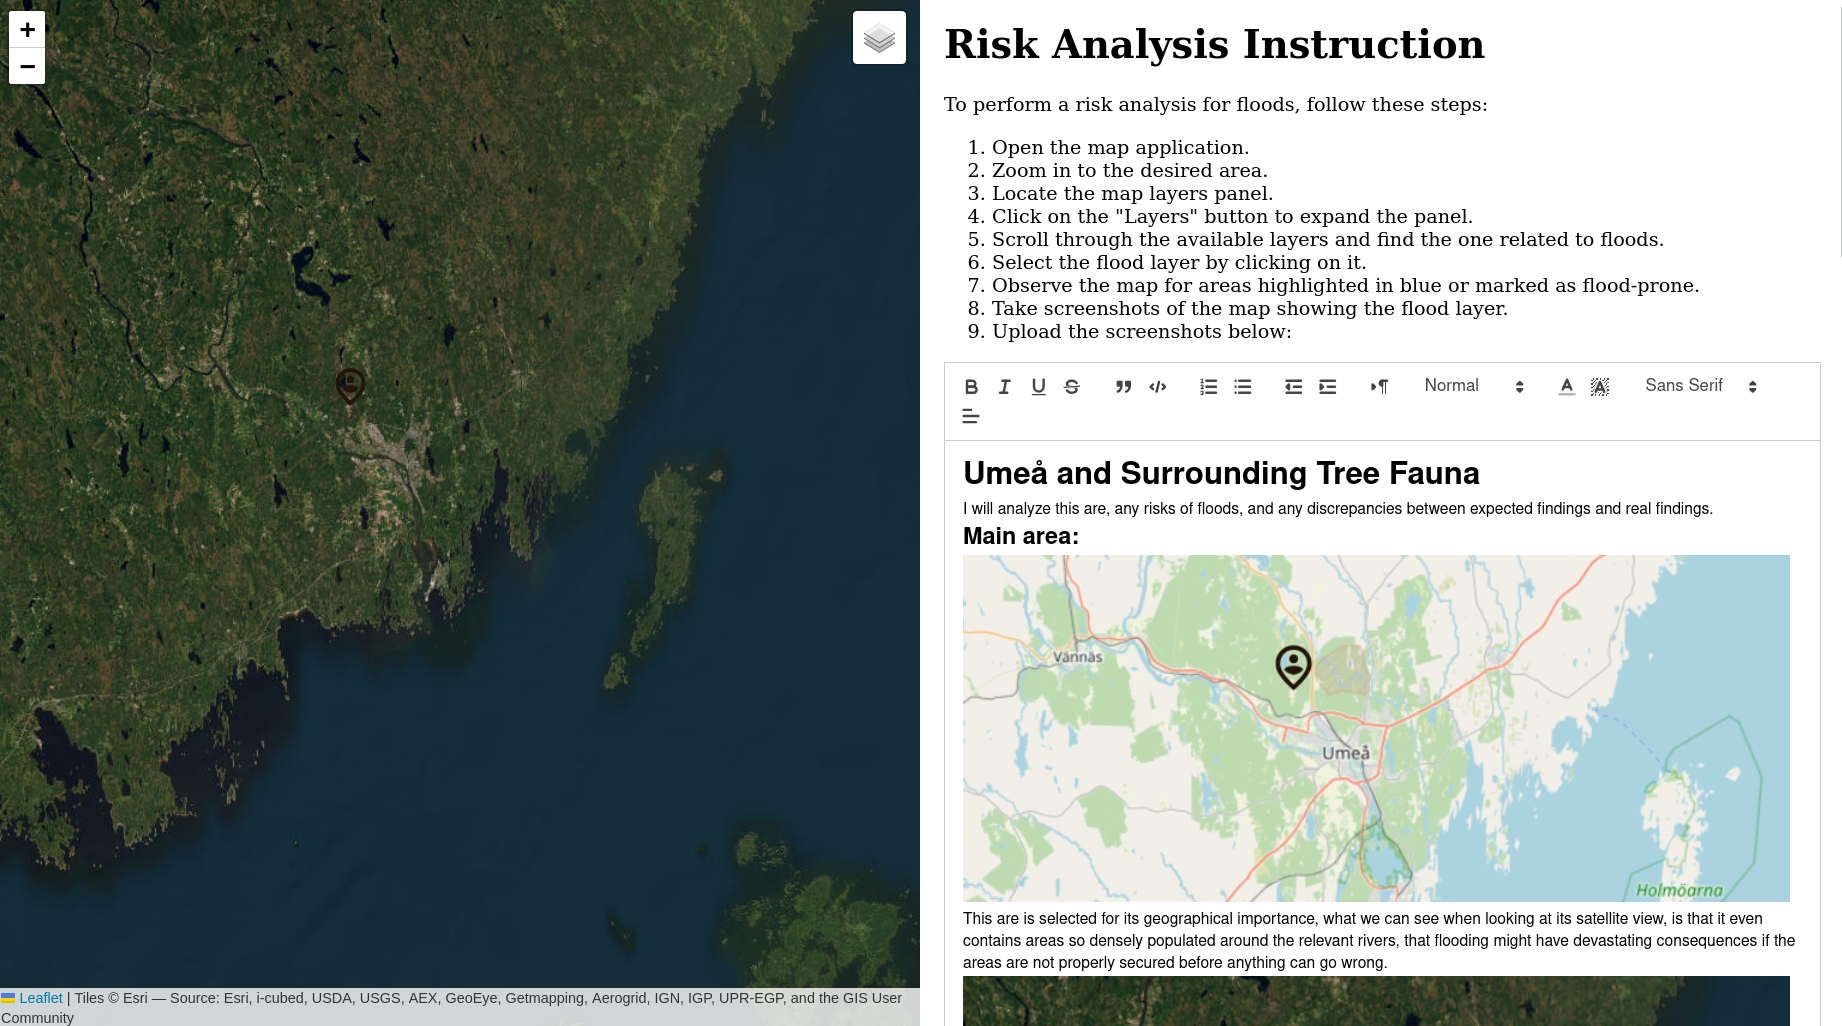 +
−
Leaflet | Tiles © Esri — Source: Esri, i-cubed, USDA, USGS, AEX, GeoEye, Getmapping, Aerogrid, IGN, IGP, UPR-EGP, and the GIS User
Community
Risk Analysis Instruction
To perform a risk analysis for floods, follow these steps:
1. Open the map application.
2. Zoom in to the desired area.
3. Locate the map layers panel.
4. Click on the "Layers" button to expand the panel.
5. Scroll through the available layers and find the one related to floods.
6. Select the flood layer by clicking on it.
7. Observe the map for areas highlighted in blue or marked as flood-prone.
8. Take screenshots of the map showing the flood layer.
9. Upload the screenshots below:
Normal
Sans Serif
Umeå and Surrounding Tree Fauna
I will analyze this are, any risks of floods, and any discrepancies between expected findings and real findings.
Main area:
Vännäs
Umeå
Holmöarna
This are is selected for its geographical importance, what we can see when looking at its satellite view, is that it even
contains areas so densely populated around the relevant rivers, that flooding might have devastating consequences if the
areas are not properly secured before anything can go wrong.